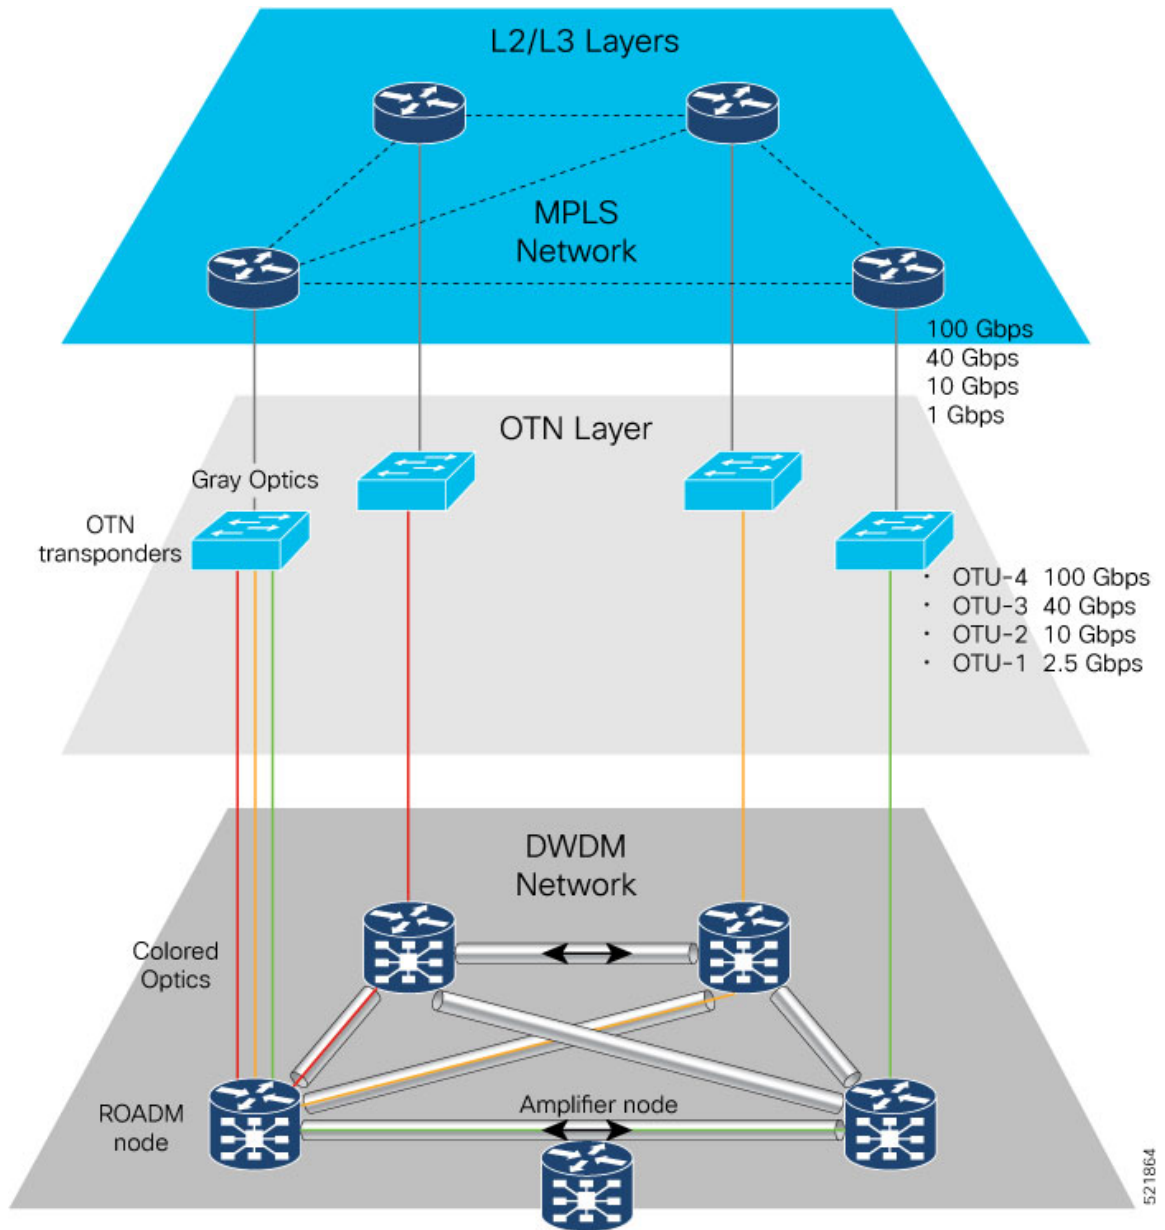 L2/L3 Layers
MPLS
Network
100 Gbps
40 Gbps
10 Gbps
1 Gbps
OTN Layer
Gray Optics
OTN
transponders
· OTU-4 100 Gbps
· OTU-3 40 Gbps
· OTU-2 10 Gbps
· OTU-1 2.5 Gbps
DWDM
Network
Colored
Optics
ROADM
node
Amplifier node
521864